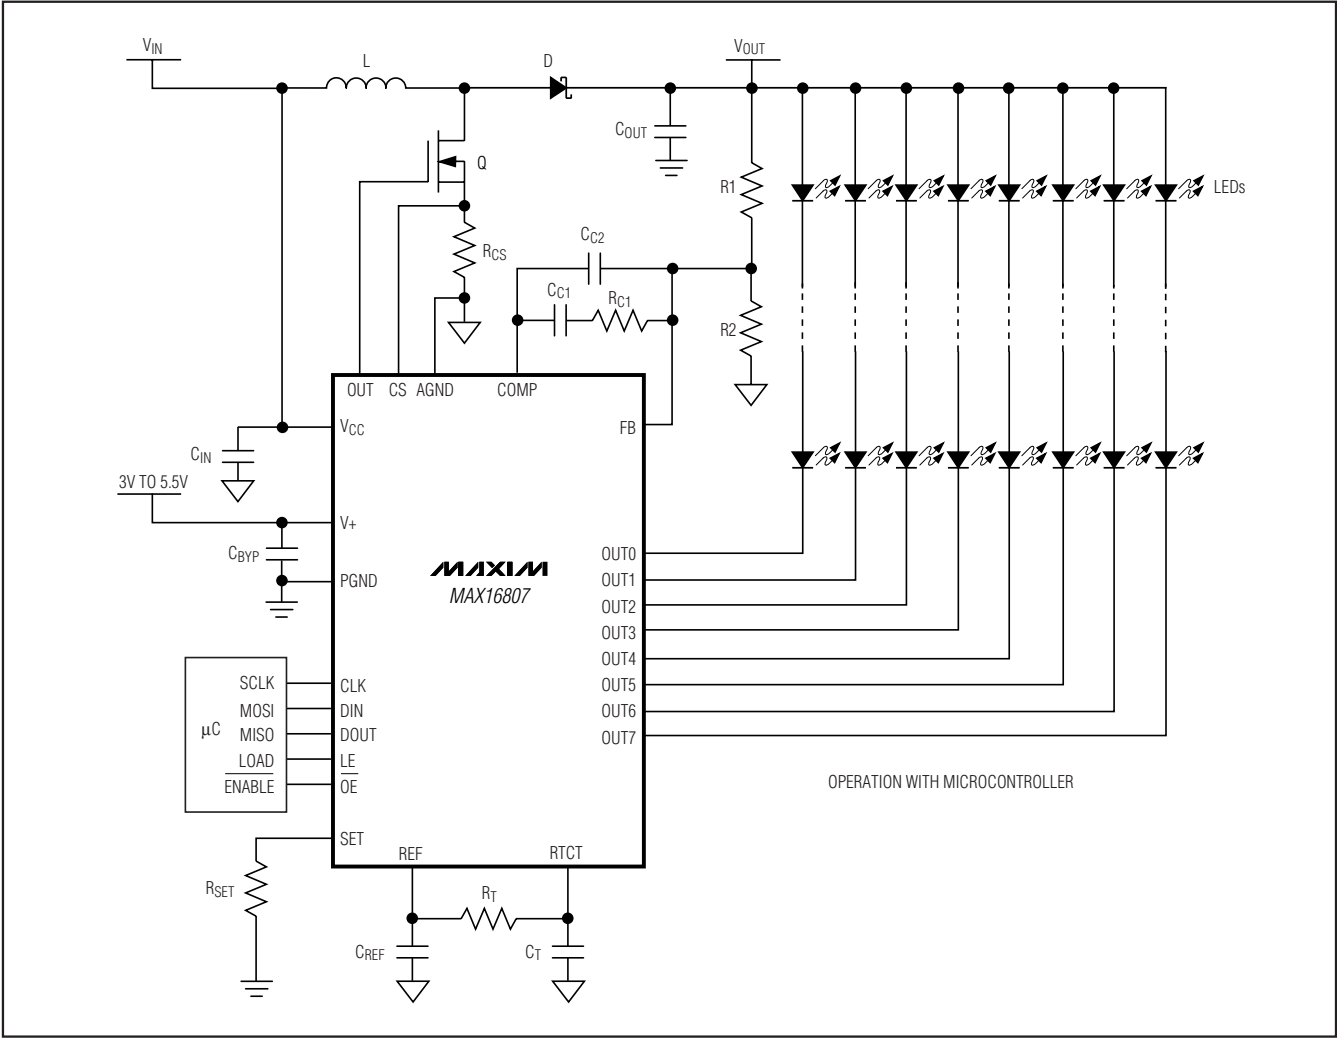 VIN
L
D
VOUT
COUT
Q
R1
LEDs
RCS
CC2
CC1
RC1
R2
OUT
CS
AGND
COMP
VCC
FB
CIN
3V TO 5.5V
V+
CBYP
PGND
MAXIM
MAX16807
OUT0
OUT1
OUT2
OUT3
OUT4
OUT5
OUT6
OUT7
µC
SCLK
MOSI
MISO
LOAD
ENABLE
CLK
DIN
DOUT
LE
OE
OPERATION WITH MICROCONTROLLER
SET
REF
RTCT
RSET
RT
CREF
CT